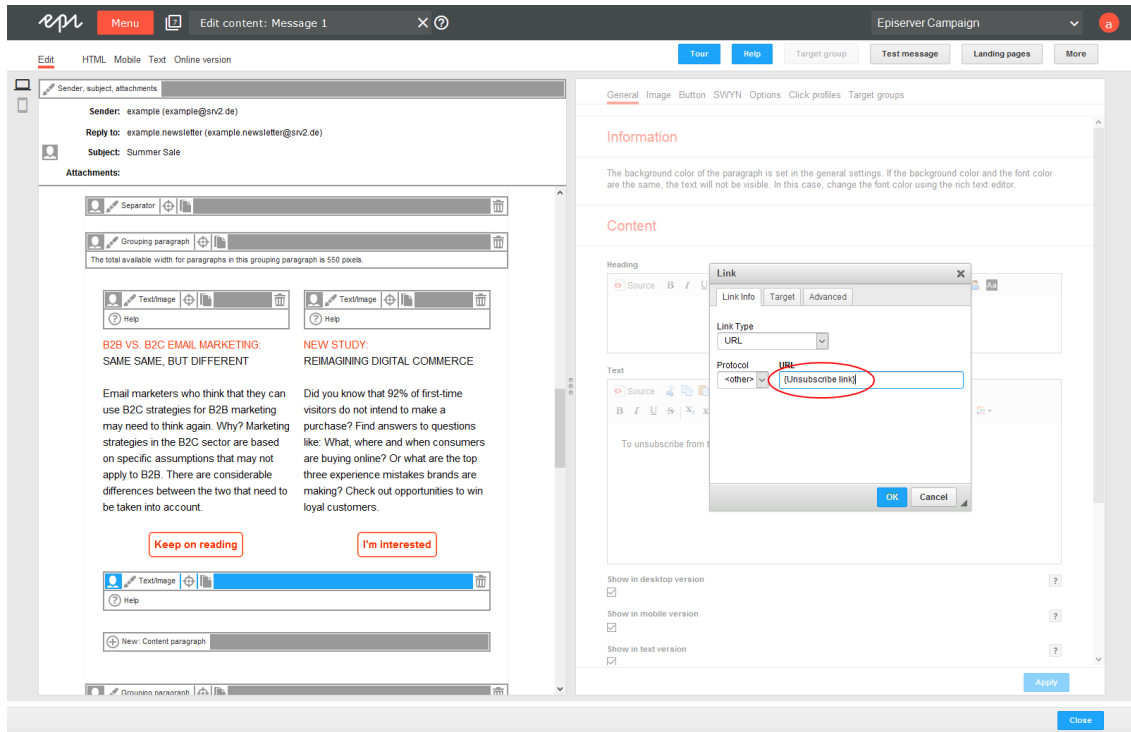 epi Menu 7 Edit content: Message 1 Episerver Campaign a
Edit HTML Mobile Text Online version Tour Help Target group Test message Landing pages More
Sender, subject, attachments
Sender: example (example@srv2.de)
Reply to: example.newsletter (example.newsletter@srv2.de)
Subject: Summer Sale
Attachments:
Separator
Grouping paragraph
The total available width for paragraphs in this grouping paragraph is 550 pixels.
Text/Image Text/Image
Help Help
B2B VS. B2C EMAIL MARKETING:
SAME SAME, BUT DIFFERENT
Email marketers who think that they can
use B2C strategies for B2B marketing
may need to think again. Why? Marketing
strategies in the B2C sector are based
on specific assumptions that may not
apply to B2B. There are considerable
differences between the two that need to
be taken into account.
Keep on reading
NEW STUDY:
REIMAGINING DIGITAL COMMERCE
Did you know that 92% of first-time
visitors do not intend to make a
purchase? Find answers to questions
like: What, where and when consumers
are buying online? Or what are the top
three experience mistakes brands are
making? Check out opportunities to win
loyal customers.
I'm interested
Text/Image
Help
New: Content paragraph
Grouping paragraph
General Image Button SWYN Options Click profiles Target groups
Information
The background color of the paragraph is set in the general settings. If the background color and the font color
are the same, the text will not be visible. In this case, change the font color using the rich text editor.
Content
Heading
Source B I U
Text
Source
B I U S X
To unsubscribe from t
Link
Link Info Target Advanced
Link Type
URL
Protocol URL
<other> {Unsubscribe link}
OK Cancel
Show in desktop version ?
Show in mobile version ?
Show in text version ?
Apply
Close